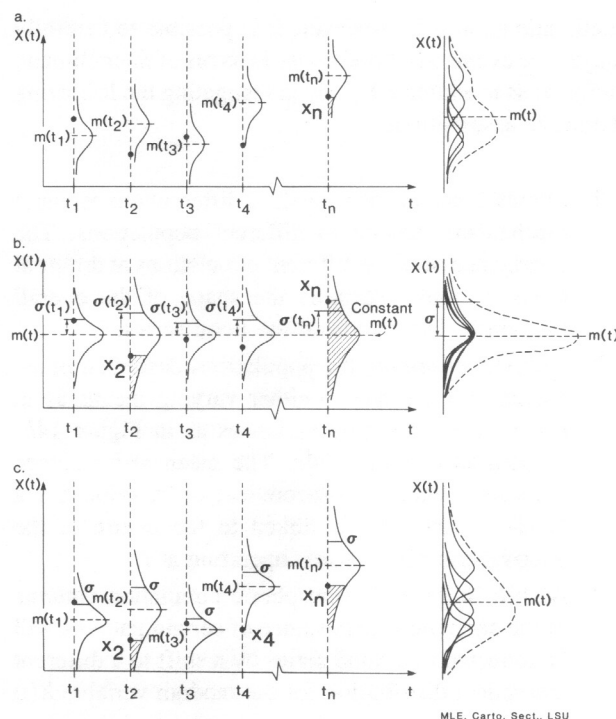 a.
X(t)
X(t)
m(t₁)
m(t₂)
m(t₃)
m(t₄)
m(tₙ)
xₙ
m(t)
t₁
t₂
t₃
t₄
tₙ
t
b.
X(t)
X(t)
σ(t₁)
σ(t₂)
σ(t₃)
σ(t₄)
xₙ
σ(tₙ)
Constant
m(t)
m(t)
x₂
σ
m(t)
t₁
t₂
t₃
t₄
tₙ
t
c.
X(t)
X(t)
σ
σ
σ
σ
σ
m(t₁)
m(t₂)
m(t₃)
m(t₄)
m(tₙ)
x₂
x₄
xₙ
m(t)
t₁
t₂
t₃
t₄
tₙ
t
MLE, Carto. Sect., LSU